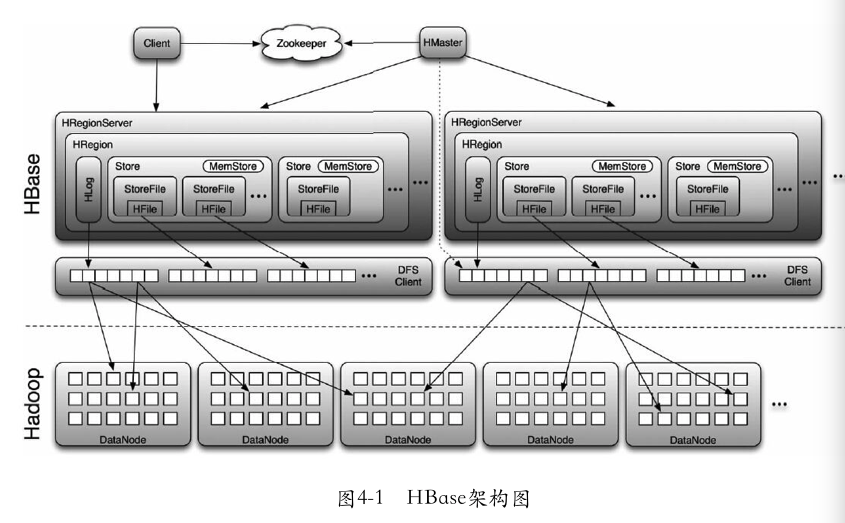 Client
Zookeeper
HMaster
HBase
HRegionServer
HRegion
HLog
Store
MemStore
StoreFile
HFile
StoreFile
HFile
...
Store
MemStore
StoreFile
HFile
...
...
HRegionServer
HRegion
HLog
Store
MemStore
StoreFile
HFile
StoreFile
HFile
...
Store
MemStore
StoreFile
HFile
...
...
...
...
DFS
Client
...
DFS
Client
Hadoop
DataNode
DataNode
DataNode
DataNode
DataNode
...
图4-1 HBase架构图